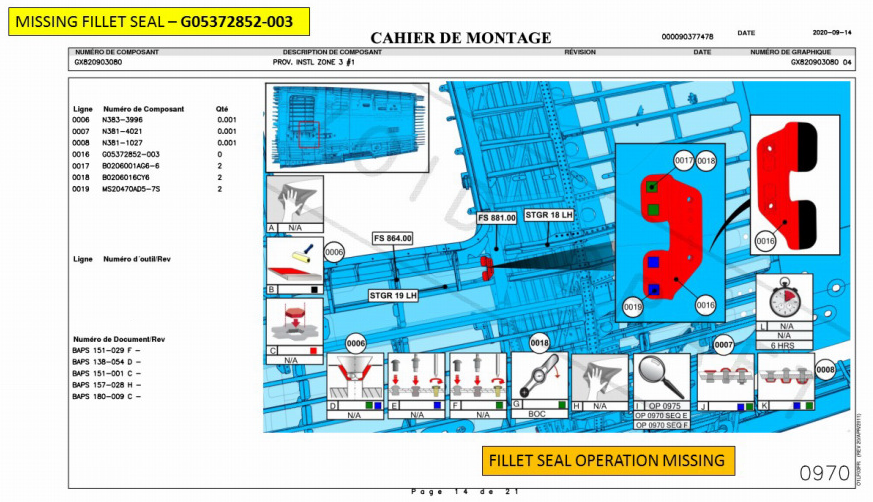 MISSING FILLET SEAL – G05372852-003
CAHIER DE MONTAGE
000090377478
DATE
2020-09-14
NUMÉRO DE COMPOSANT
DESCRIPTION DE COMPOSANT
RÉVISION
DATE
NUMÉRO DE GRAPHIQUE
GX820903080
PROV. INSTL ZONE 3 #1
GX820903080 04
Ligne Numéro de Composant Qté
0006 N383-3996 0.001
0007 N381-4021 0.001
0008 N381-1027 0.001
0016 G05372852-003 0
0017 B0206001AG6-6 2
0018 B0206016CY6 2
0019 MS20470AD5-7S 2
Ligne Numéro d'outil/Rev
Numéro de Document/Rev
BAPS 151-029 F -
BAPS 138-054 D -
BAPS 151-001 C -
BAPS 157-028 H -
BAPS 180-009 C -
A N/A
0006
B
C
N/A
FS 864.00
FS 881.00
STGR 18 LH
STGR 19 LH
0017
0018
0019
0016
0016
L N/A
N/A
6 HRS
0006
D
N/A
E
N/A
F
N/A
0018
G
BOC
H N/A
I OP 0975
OP 0970 SEQ E
OP 0970 SEQ F
0007
J
K
0008
FILLET SEAL OPERATION MISSING
0970
Page 14 de 21